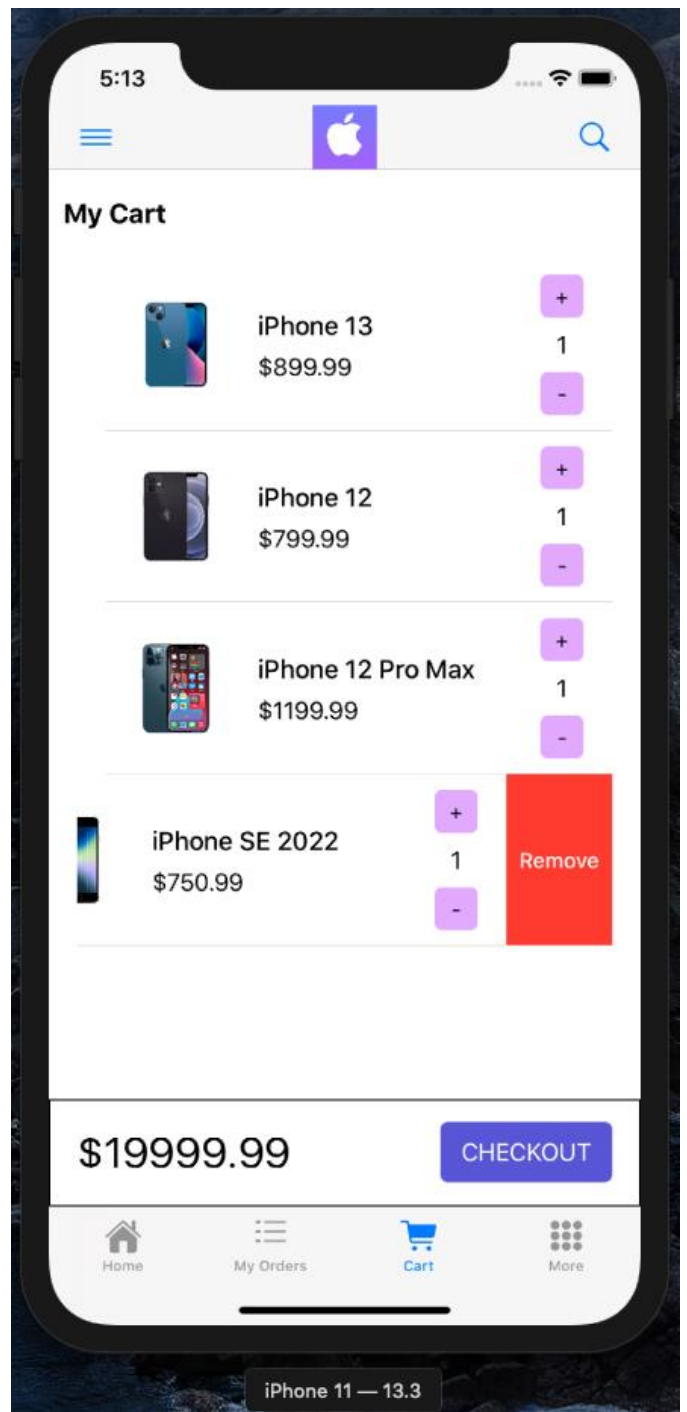 5:13
My Cart
+
iPhone 13
1
$899.99
-
+
iPhone 12
1
$799.99
-
+
iPhone 12 Pro Max
1
$1199.99
-
+
iPhone SE 2022
1
Remove
$750.99
-
$19999.99 CHECKOUT
Home My Orders Cart More
iPhone 11 — 13.3